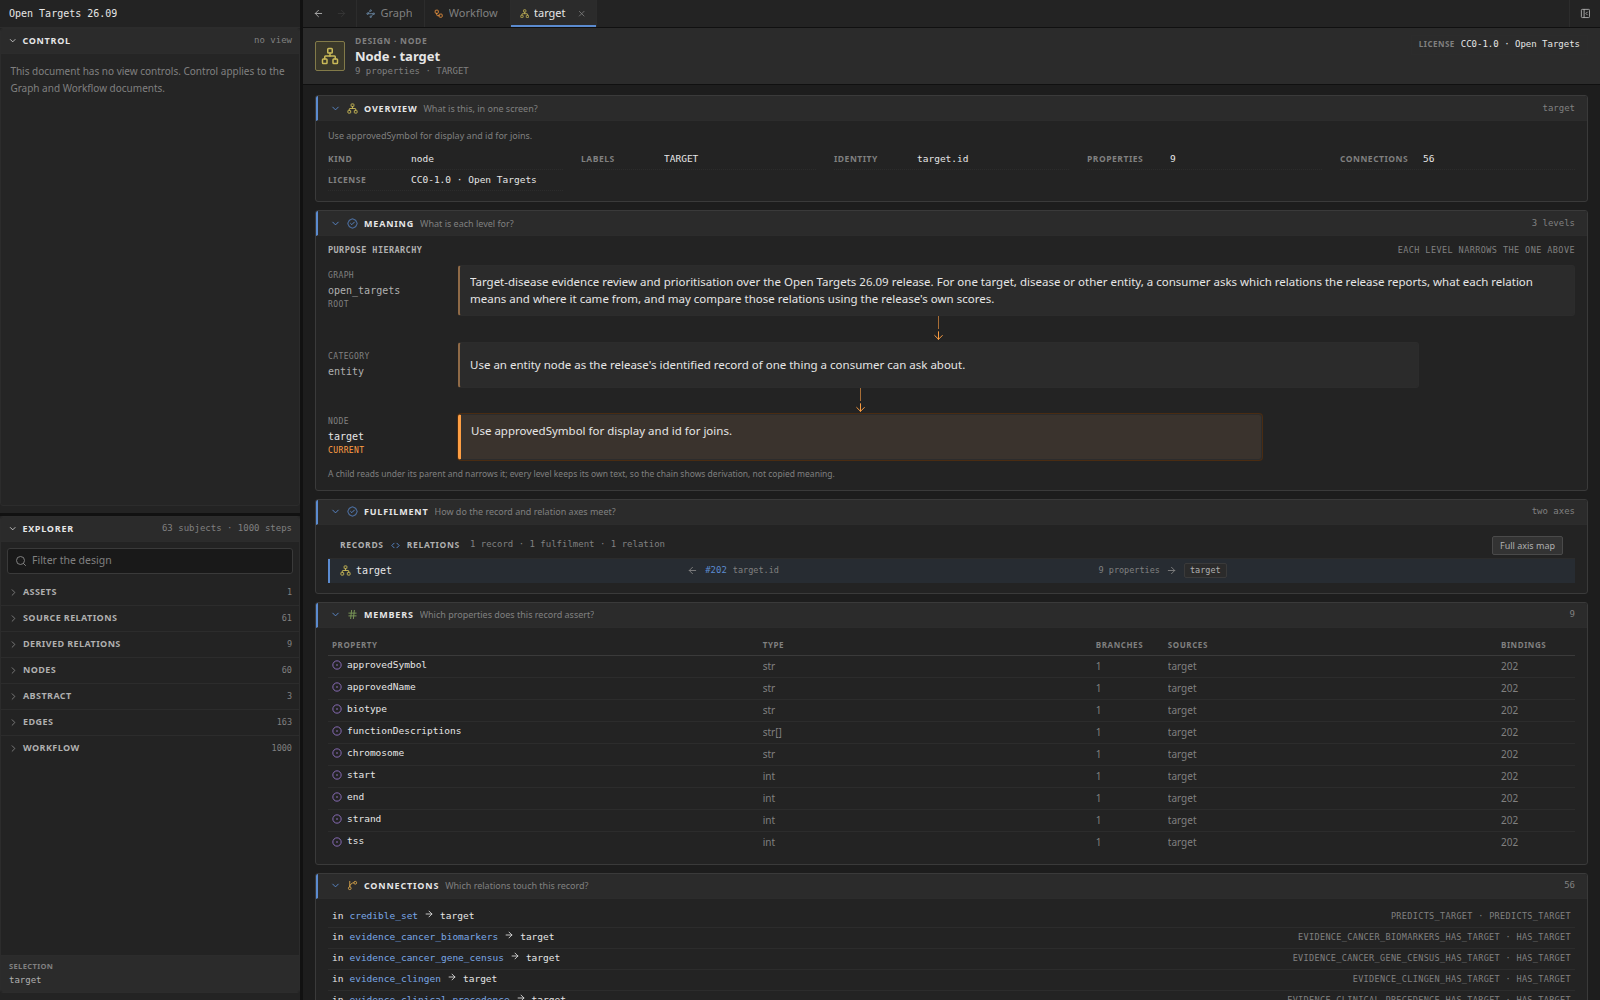 Open Targets 26.09
Graph
Workflow
target
CONTROL
no view
This document has no view controls. Control applies to the
Graph and Workflow documents.
DESIGN · NODE
Node · target
9 properties · TARGET
LICENSE CC0-1.0 · Open Targets
OVERVIEW What is this, in one screen? target
Use approvedSymbol for display and id for joins.
KIND node LABELS TARGET IDENTITY target.id PROPERTIES 9 CONNECTIONS 56
LICENSE CC0-1.0 · Open Targets
MEANING What is each level for? 3 levels
PURPOSE HIERARCHY EACH LEVEL NARROWS THE ONE ABOVE
GRAPH
open_targets
ROOT
Target-disease evidence review and prioritisation over the Open Targets 26.09 release. For one target, disease or other entity, a consumer asks which relations the release reports, what each relation
means and where it came from, and may compare those relations using the release's own scores.
CATEGORY
entity
Use an entity node as the release's identified record of one thing a consumer can ask about.
NODE
target
CURRENT
Use approvedSymbol for display and id for joins.
A child reads under its parent and narrows it; every level keeps its own text, so the chain shows derivation, not copied meaning.
FULFILMENT How do the record and relation axes meet? two axes
RECORDS <> RELATIONS 1 record · 1 fulfilment · 1 relation Full axis map
target ← #202 target.id 9 properties → target
MEMBERS Which properties does this record assert? 9
PROPERTY TYPE BRANCHES SOURCES BINDINGS
approvedSymbol str 1 target 202
approvedName str 1 target 202
biotype str 1 target 202
functionDescriptions str[] 1 target 202
chromosome str 1 target 202
start int 1 target 202
end int 1 target 202
strand int 1 target 202
tss int 1 target 202
CONNECTIONS Which relations touch this record? 56
in credible_set → target PREDICTS_TARGET · PREDICTS_TARGET
in evidence_cancer_biomarkers → target EVIDENCE_CANCER_BIOMARKERS_HAS_TARGET · HAS_TARGET
in evidence_cancer_gene_census → target EVIDENCE_CANCER_GENE_CENSUS_HAS_TARGET · HAS_TARGET
in evidence_clingen → target EVIDENCE_CLINGEN_HAS_TARGET · HAS_TARGET
in evidence_clinical_precedence → target EVIDENCE_CLINICAL_PRECEDENCE_HAS_TARGET · HAS_TARGET
EXPLORER 63 subjects · 1000 steps
Filter the design
ASSETS 1
SOURCE RELATIONS 61
DERIVED RELATIONS 9
NODES 60
ABSTRACT 3
EDGES 163
WORKFLOW 1000
SELECTION
target